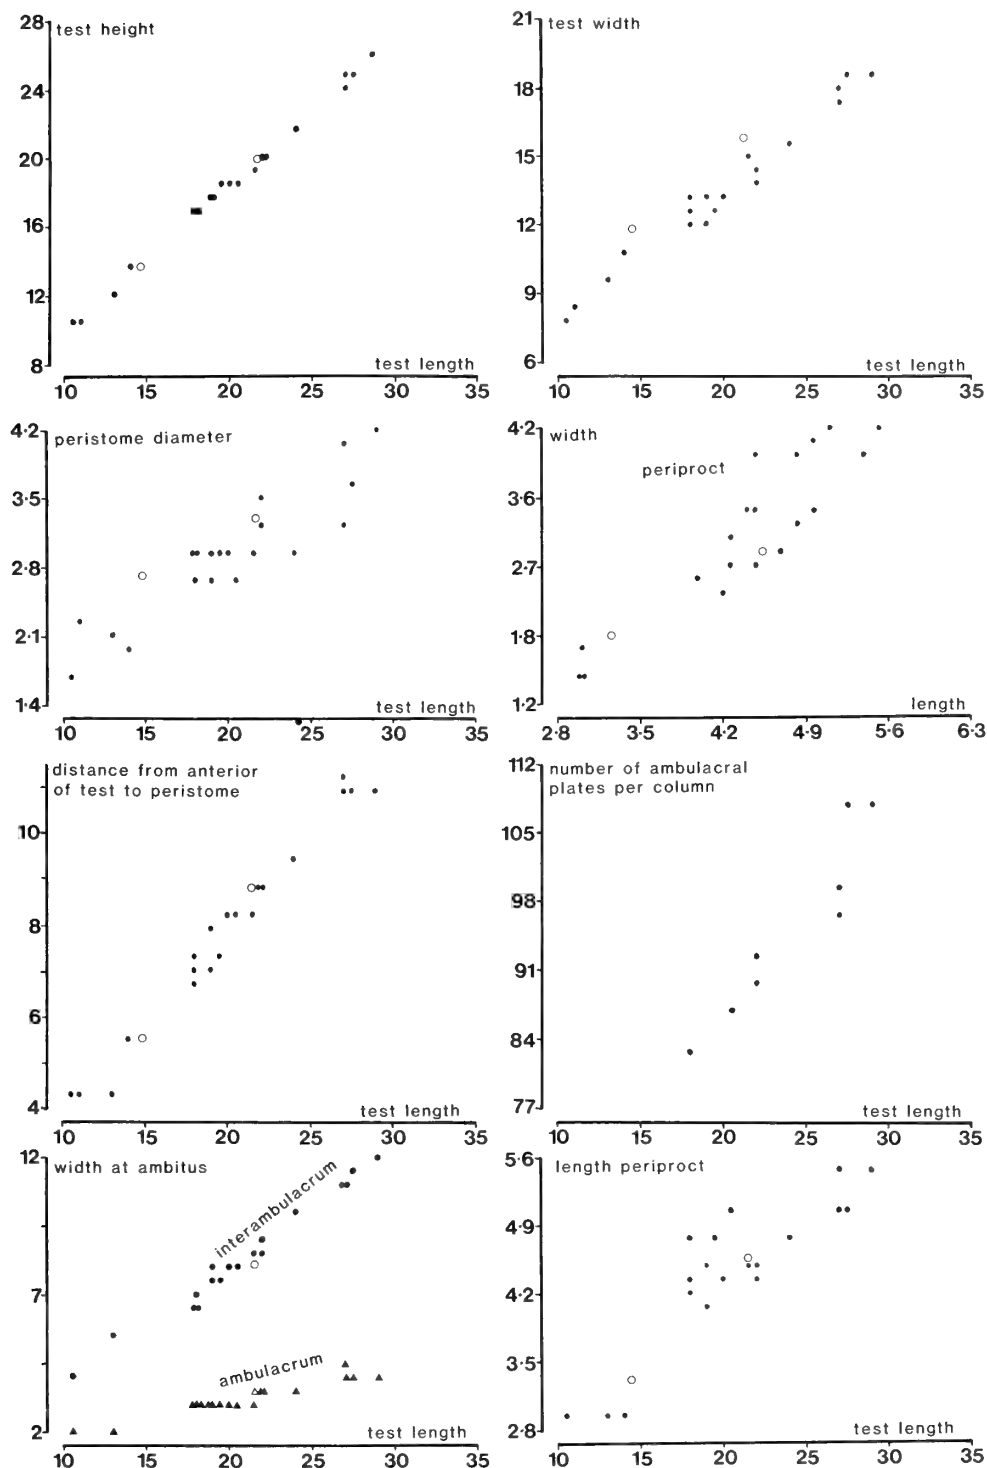 test height
28
24
20
16
12
8
test length
10 15 20 25 30 35
test width
21
18
15
12
9
6
test length
10 15 20 25 30 35
peristome diameter
4·2
3·5
2·8
2·1
1·4
test length
10 15 20 25 30 35
width
periproct
4·2
3·6
2·7
1·8
1·2
length
2·8 3·5 4·2 4·9 5·6 6·3
distance from anterior
of test to peristome
10
8
6
4
test length
10 15 20 25 30 35
number of ambulacral
plates per column
112
105
98
91
84
77
test length
10 15 20 25 30 35
width at ambitus
12
7
2
interambulacrum
ambulacrum
test length
10 15 20 25 30 35
length periproct
5·6
4·9
4·2
3·5
2·8
test length
10 15 20 25 30 35